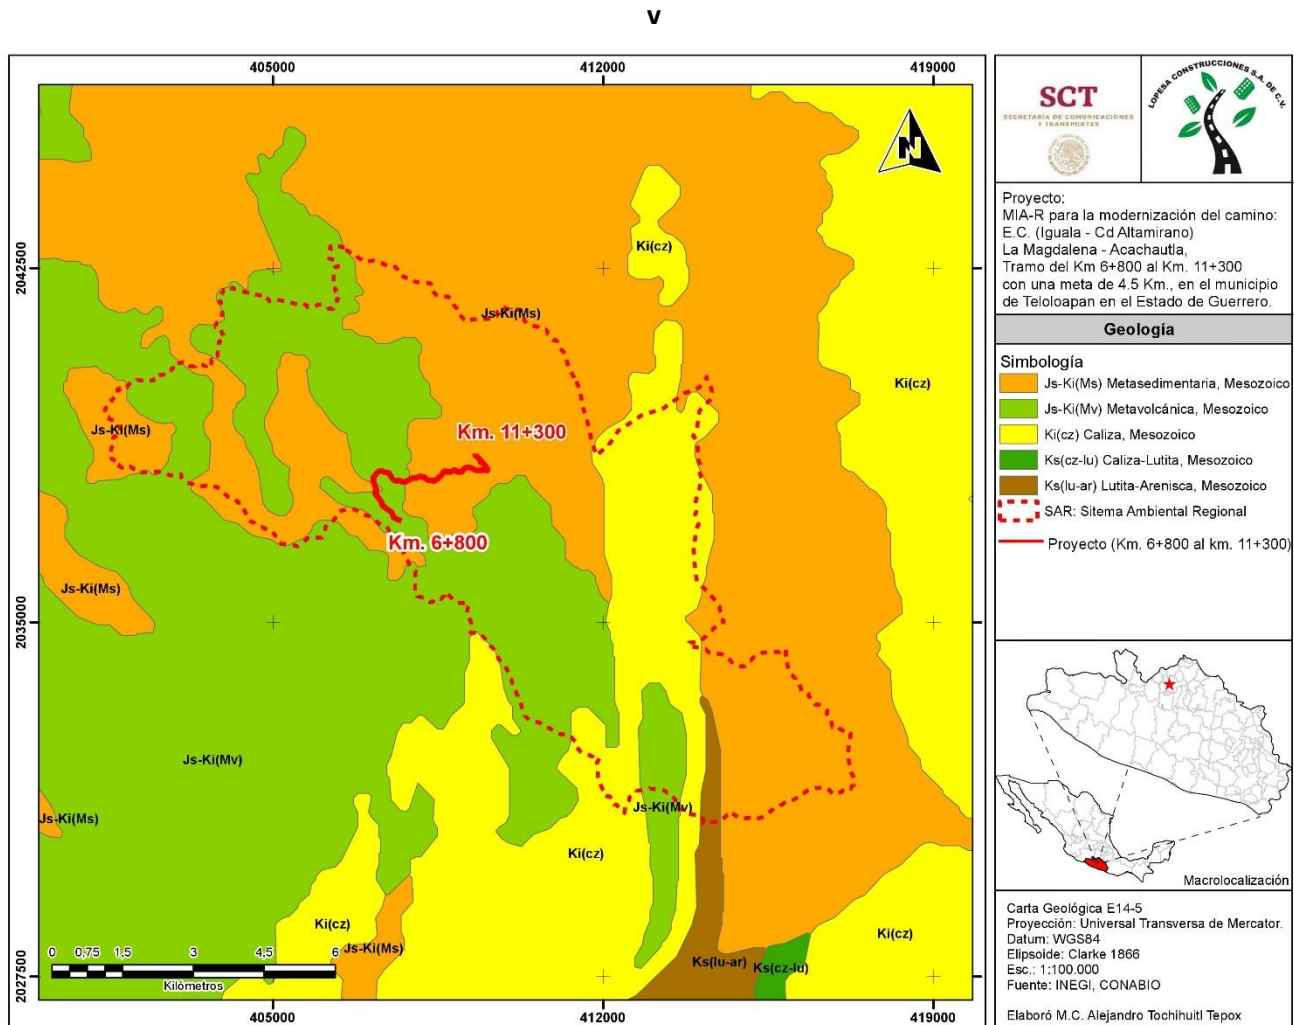 v
405000
412000
419000
2042500
2035000
2027500
Ki(cz)
Js-Ki(Ms)
Ki(cz)
Js-Ki(Ms)
Km. 11+300
Km. 6+800
Js-Ki(Ms)
Js-Ki(Mv)
Js-Ki(Ms)
Js-Ki(Mv)
Ki(cz)
Ki(cz)
Ki(cz)
Js-Ki(Ms)
Ks(lu-ar)
Ks(cz-lu)
N
0 0,75 1,5 3 4,5 6
Kilómetros
405000
412000
419000
SCT
SECRETARÍA DE COMUNICACIONES
Y TRANSPORTES
LOPESA CONSTRUCCIONES S.A. DE C.V.
Proyecto:
MIA-R para la modernización del camino:
E.C. (Iguala - Cd Altamirano)
La Magdalena - Acachautla,
Tramo del Km 6+800 al Km. 11+300
con una meta de 4.5 Km., en el municipio
de Teloloapan en el Estado de Guerrero.
Geología
Simbología
Js-Ki(Ms) Metasedimentaria, Mesozoico
Js-Ki(Mv) Metavolcánica, Mesozoico
Ki(cz) Caliza, Mesozoico
Ks(cz-lu) Caliza-Lutita, Mesozoico
Ks(lu-ar) Lutita-Arenisca, Mesozoico
SAR: Sitema Ambiental Regional
Proyecto (Km. 6+800 al km. 11+300)
Macrolocalización
Carta Geológica E14-5
Proyección: Universal Transversa de Mercator.
Datum: WGS84
Elipsoide: Clarke 1866
Esc.: 1:100.000
Fuente: INEGI, CONABIO
Elaboró M.C. Alejandro Tochihuitl Tepox